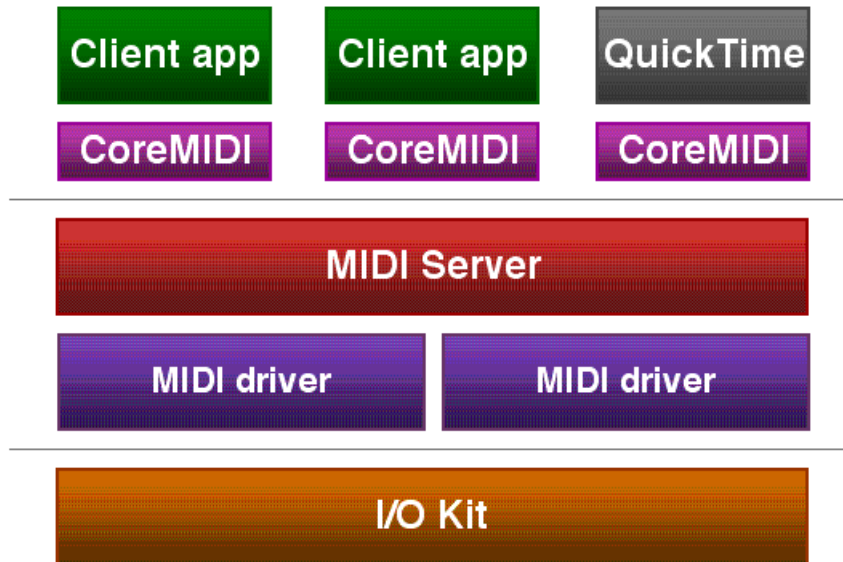 Client app
Client app
QuickTime
CoreMIDI
CoreMIDI
CoreMIDI
MIDI Server
MIDI driver
MIDI driver
I/O Kit